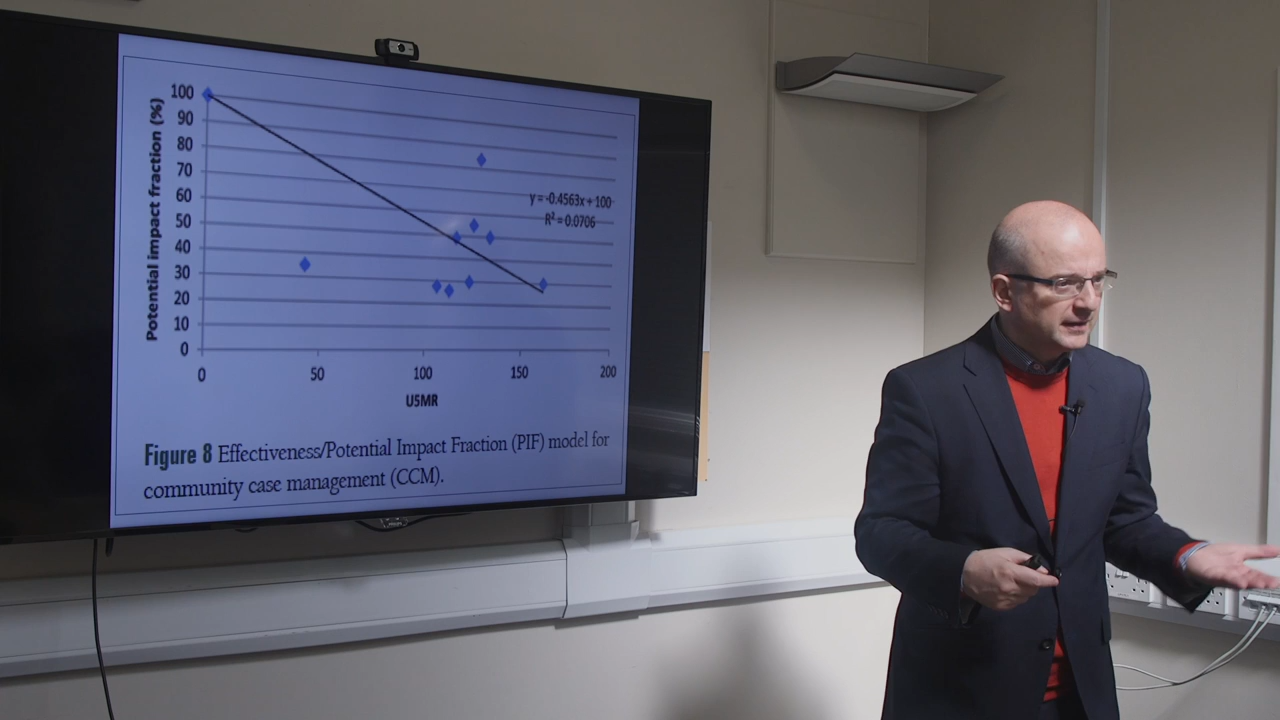 Potential impact fraction (%)
100
90
80
70
60
50
40
30
20
10
0
y = -0.4563x + 100
R² = 0.0706
0 50 100 150 200
U5MR
Figure 8 Effectiveness/Potential Impact Fraction (PIF) model for
community case management (CCM).